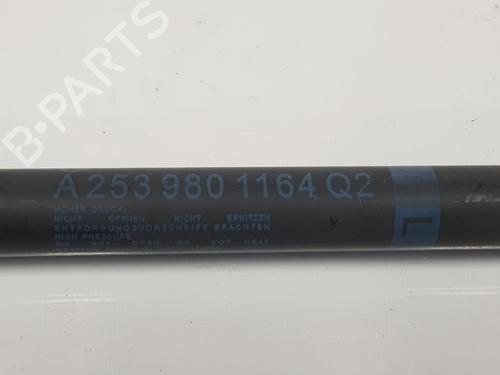 B-PARTS
A 253 980 1164 Q2
L
HOHER DRUCK.
NICHT ÖFFNEN. NICHT ERHITZEN
ENTSORGUNGSVORSCHRIFT BEACHTEN
HIGH PRESSURE
DO NOT OPEN. DO NOT HEAT